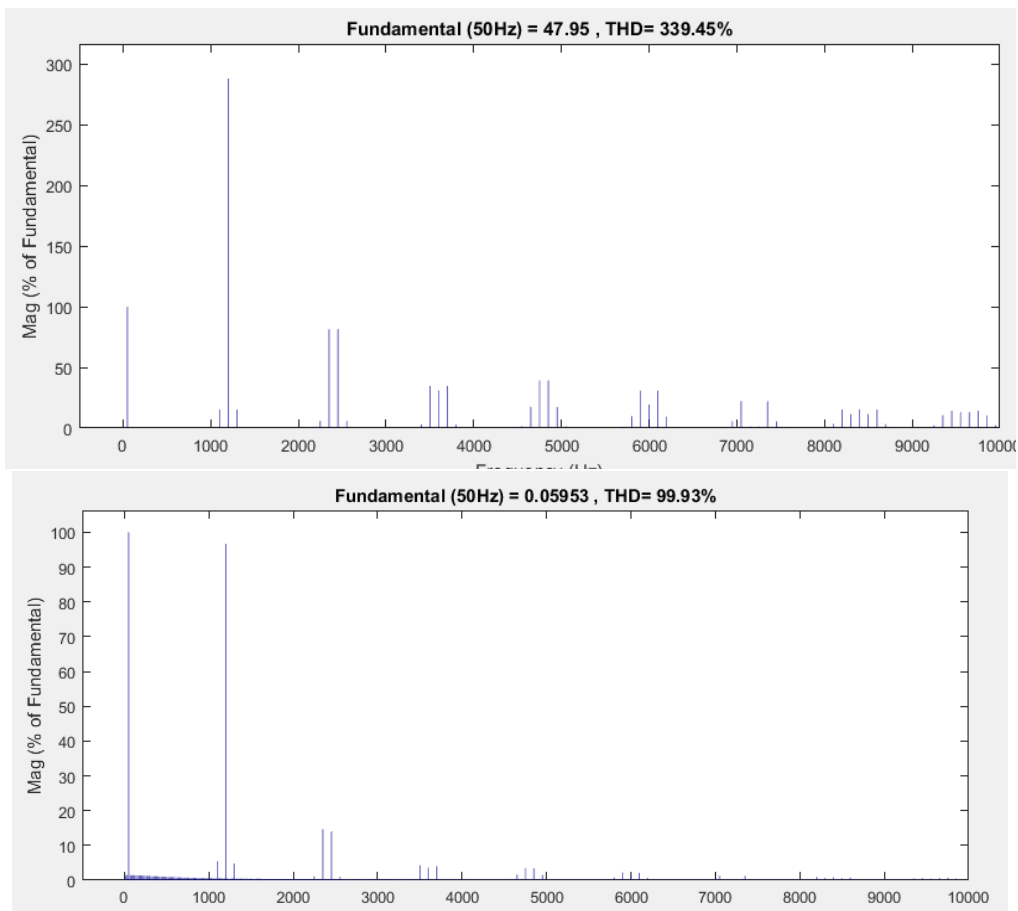 Fundamental (50Hz) = 47.95 , THD= 339.45%
300
250
200
150
100
50
0
Mag (% of Fundamental)
0 1000 2000 3000 4000 5000 6000 7000 8000 9000 10000
Frequency (Hz)
Fundamental (50Hz) = 0.05953 , THD= 99.93%
100
90
80
70
60
50
40
30
20
10
0
Mag (% of Fundamental)
0 1000 2000 3000 4000 5000 6000 7000 8000 9000 10000